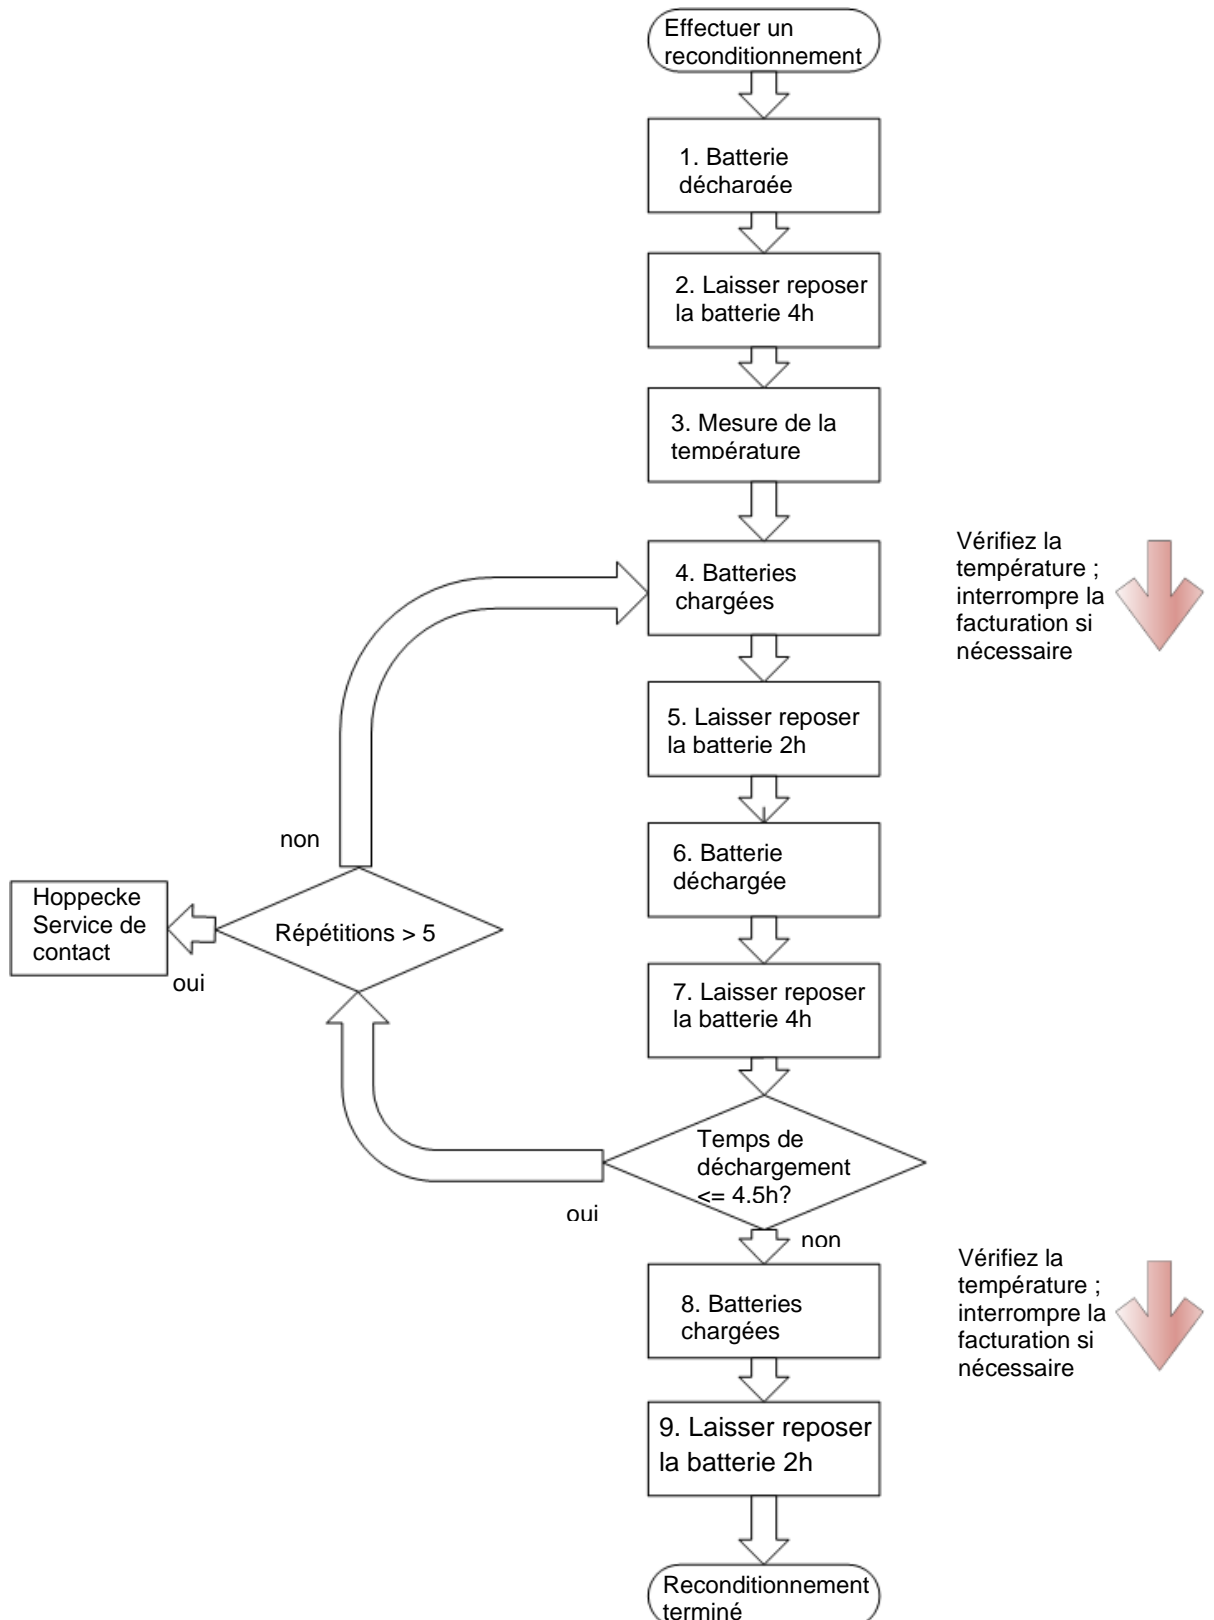 Effectuer un
reconditionnement
1. Batterie
déchargée
2. Laisser reposer
la batterie 4h
3. Mesure de la
température
4. Batteries
chargées
Vérifiez la
température ;
interrompre la
facturation si
nécessaire
5. Laisser reposer
la batterie 2h
non
6. Batterie
déchargée
Hoppecke
Service de
contact
Répétitions > 5
oui
7. Laisser reposer
la batterie 4h
Temps de
déchargement
<= 4.5h?
oui
non
8. Batteries
chargées
Vérifiez la
température ;
interrompre la
facturation si
nécessaire
9. Laisser reposer
la batterie 2h
Reconditionnement
terminé